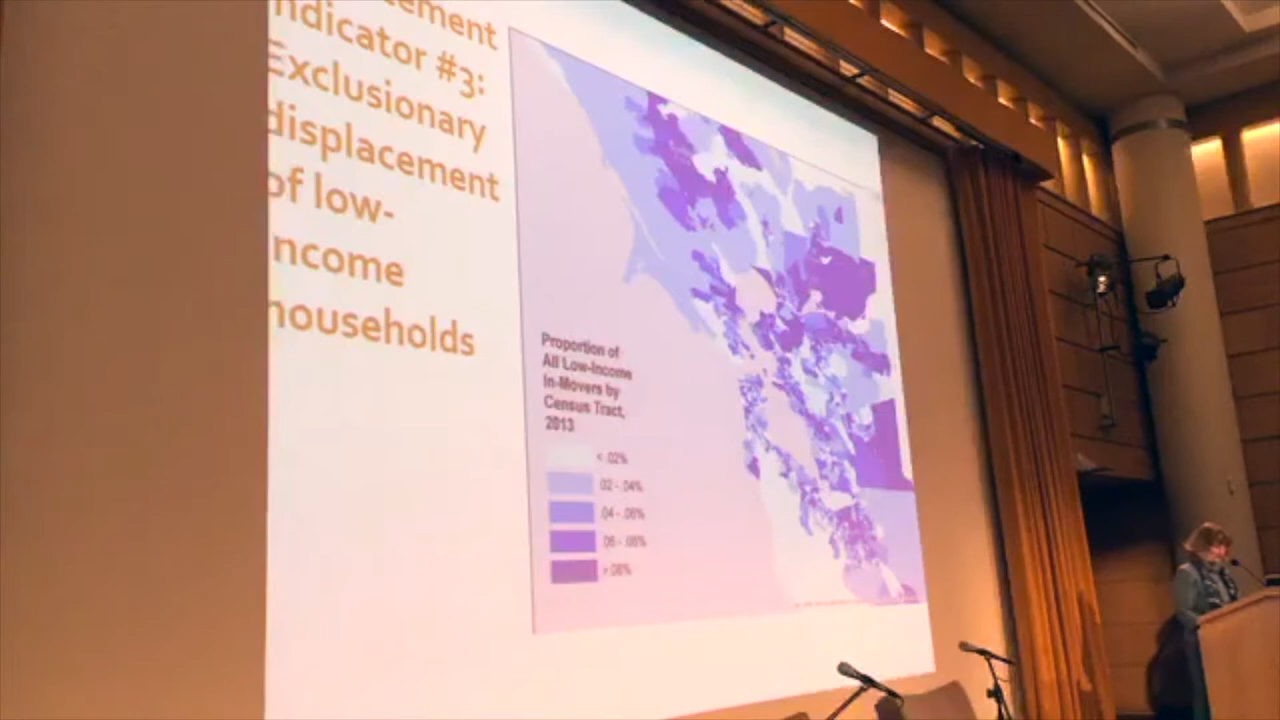 cement
ndicator #3:
Exclusionary
displacement
of low-
ncome
households
Proportion of
All Low-Income
In-Movers by
Census Tract,
2013
< .02%
02 - .04%
.04 - .06%
.06 - .08%
> .08%